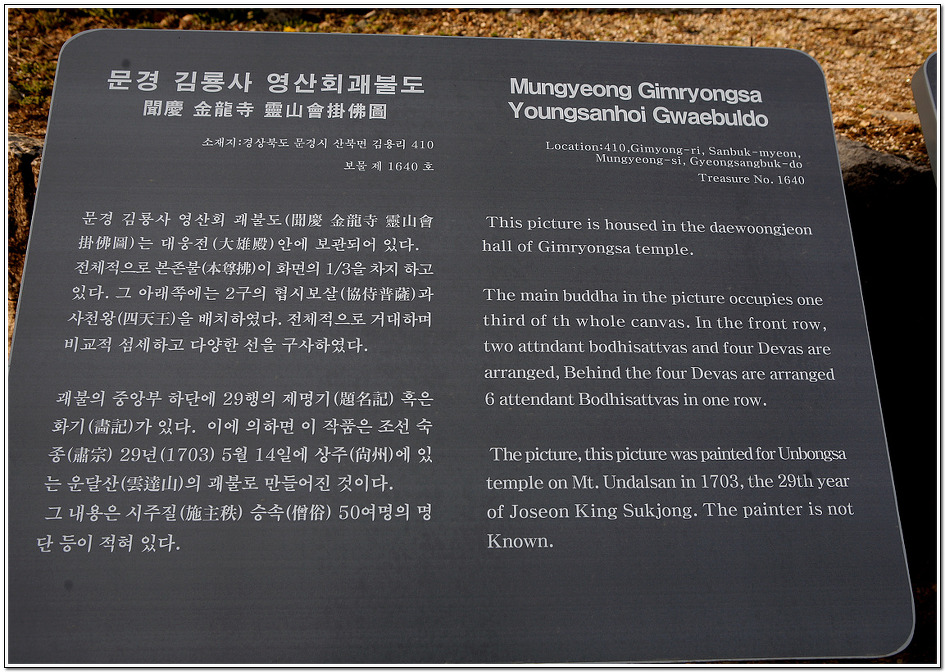 문경 김룡사 영산회괘불도
聞慶 金龍寺 靈山會掛佛圖
소재지:경상북도 문경시 산북면 김용리 410
보물 제 1640 호
문경 김룡사 영산회 괘불도(聞慶 金龍寺 靈山會
掛佛圖)는 대웅전(大雄殿)안에 보관되어 있다.
전체적으로 본존불(本尊拂)이 화면의 1/3을 차지 하고
있다. 그 아래쪽에는 2구의 협시보살(協侍普薩)과
사천왕(四天王)을 배치하였다. 전체적으로 거대하며
비교적 섬세하고 다양한 선을 구사하였다.
괘불의 중앙부 하단에 29행의 제명기(題名記) 혹은
화기(畵記)가 있다. 이에 의하면 이 작품은 조선 숙
종(肅宗) 29년(1703) 5월 14일에 상주(尙州)에 있
는 운달산(雲達山)의 괘불로 만들어진 것이다.
그 내용은 시주질(施主秩) 승속(僧俗) 50여명의 명
단 등이 적혀 있다.
Mungyeong Gimryongsa
Youngsanhoi Gwaebuldo
Location:410,Gimyong-ri, Sanbuk-myeon,
Mungyeong-si, Gyeongsangbuk-do
Treasure No. 1640
This picture is housed in the daewoongjeon
hall of Gimryongsa temple.
The main buddha in the picture occupies one
third of th whole canvas. In the front row,
two attndant bodhisattvas and four Devas are
arranged, Behind the four Devas are arranged
6 attendant Bodhisattvas in one row.
The picture, this picture was painted for Unbongsa
temple on Mt. Undalsan in 1703, the 29th year
of Joseon King Sukjong. The painter is not
Known.